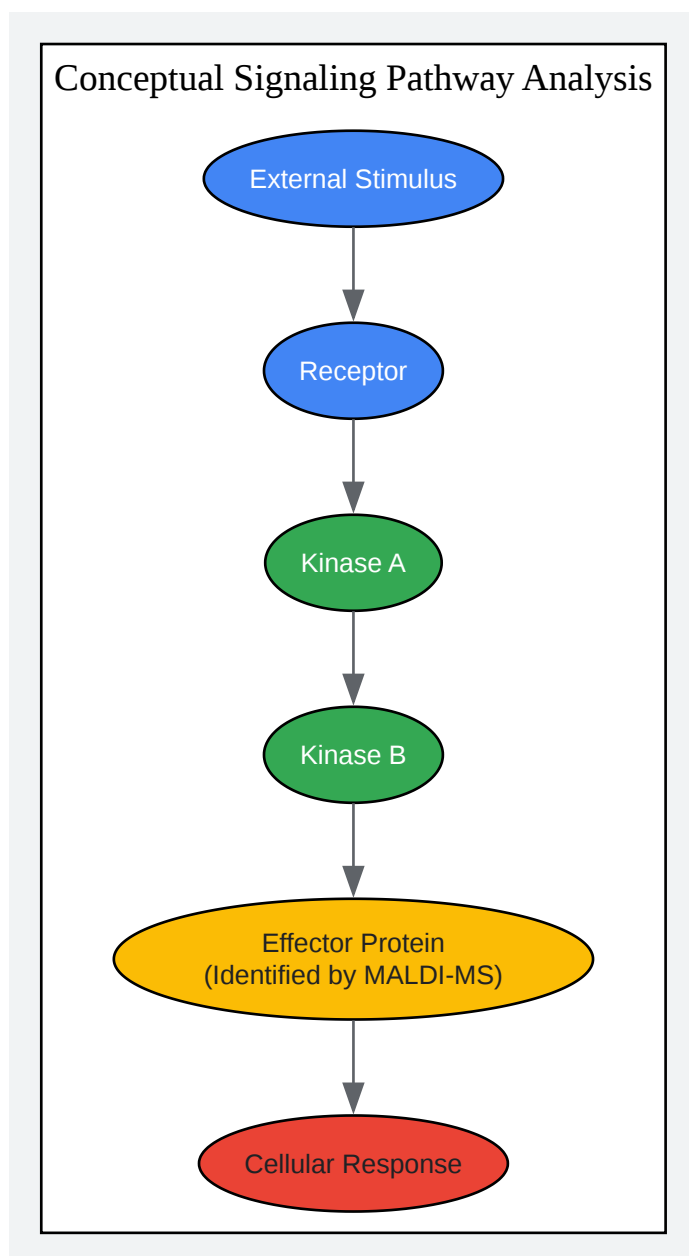 Conceptual Signaling Pathway Analysis
External Stimulus
Receptor
Kinase A
Kinase B
Effector Protein
(Identified by MALDI-MS)
Cellular Response